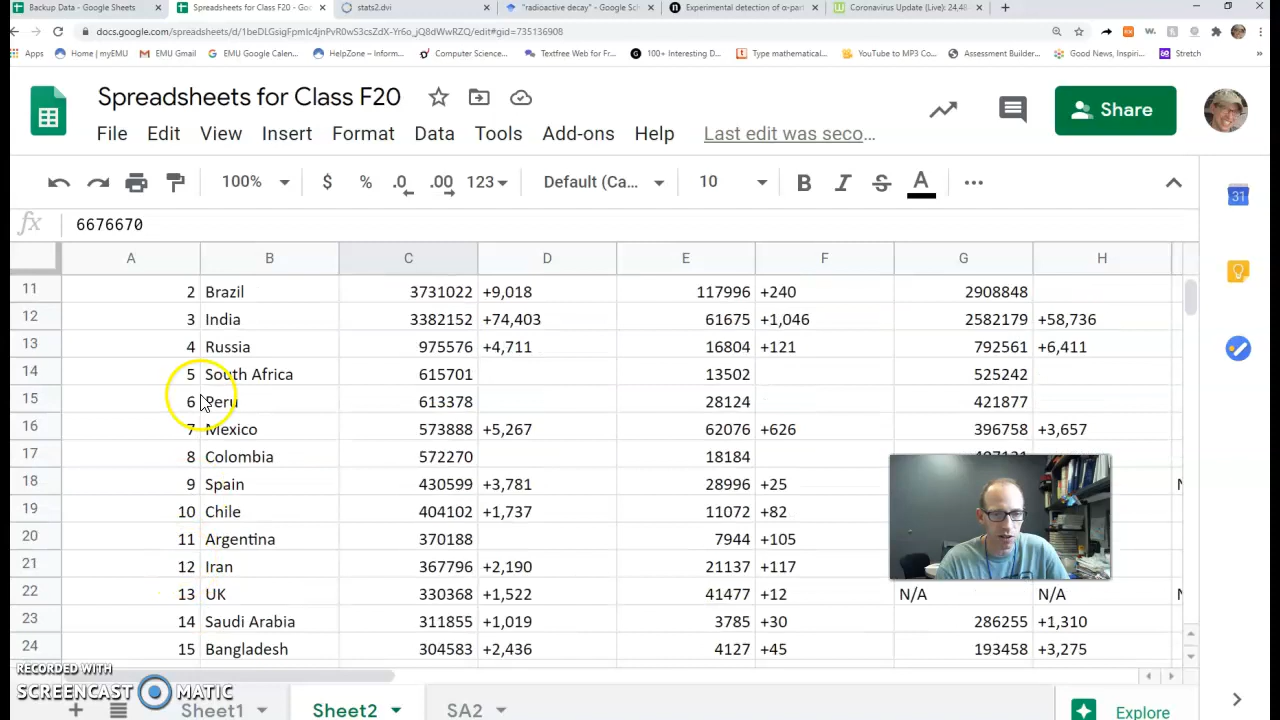 Backup Data - Google Sheets
Spreadsheets for Class F20 - Goo
stats2.dvi
"radioactive decay" - Google Sch
Experimental detection of α-part
Coronavirus Update (Live): 24,48
Apps Home | myEMU EMU Gmail EMU Google Calen... HelpZone – Informat... Computer Science... Textfree Web for Fr... 100+ Interesting D... Type mathematical... YouTube to MP3 Co... Assessment Builder... Good News, Inspiri... Stretch
Spreadsheets for Class F20
Share
File Edit View Insert Format Data Tools Add-ons Help Last edit was seco...
100% $ % .0 .00 123 Default (Ca... 10 B I S A
fx 6676670
A B C D E F G H
11 2 Brazil 3731022 +9,018 117996 +240 2908848
12 3 India 3382152 +74,403 61675 +1,046 2582179 +58,736
13 4 Russia 975576 +4,711 16804 +121 792561 +6,411
14 5 South Africa 615701 13502 525242
15 6 Peru 613378 28124 421877
16 7 Mexico 573888 +5,267 62076 +626 396758 +3,657
17 8 Colombia 572270 18184
18 9 Spain 430599 +3,781 28996 +25 N
19 10 Chile 404102 +1,737 11072 +82
20 11 Argentina 370188 7944 +105
21 12 Iran 367796 +2,190 21137 +117
22 13 UK 330368 +1,522 41477 +12 N/A N/A N
23 14 Saudi Arabia 311855 +1,019 3785 +30 286255 +1,310
24 15 Bangladesh 304583 +2,436 4127 +45 193458 +3,275
RECORDED WITH
SCREENCAST MATIC
Sheet1 Sheet2 SA2 Explore
31